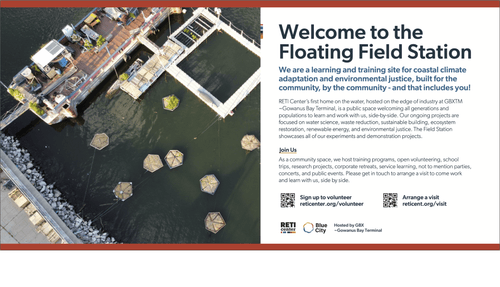 Welcome to the
Floating Field Station
We are a learning and training site for coastal climate
adaptation and environmental justice, built for the
community, by the community - and that includes you!
RETI Center's first home on the water, hosted on the edge of industry at GBXTM
~Gowanus Bay Terminal, is a public space welcoming all generations and
populations to learn and work with us, side-by-side. Our ongoing projects are
focused on water science, waste reduction, sustainable building, ecosystem
restoration, renewable energy, and environmental justice. The Field Station
showcases all of our experiments and demonstration projects.
Join Us
As a community space, we host training programs, open volunteering, school
trips, research projects, corporate retreats, service learning, not to mention parties,
concerts, and public events. Please get in touch to arrange a visit to come work
and learn with us, side by side.
Sign up to volunteer
reticenter.org/volunteer
Arrange a visit
reticent.org/visit
RETI
center
Blue
City
Hosted by GBX
~Gowanus Bay Terminal